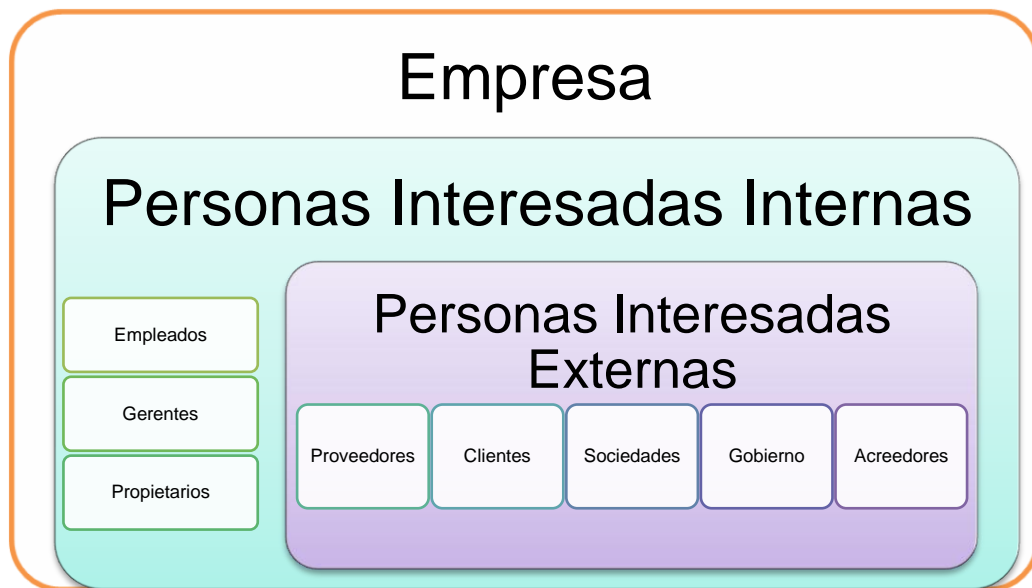 Empresa
Personas Interesadas Internas
Empleados
Gerentes
Propietarios
Personas Interesadas
Externas
Proveedores
Clientes
Sociedades
Gobierno
Acreedores